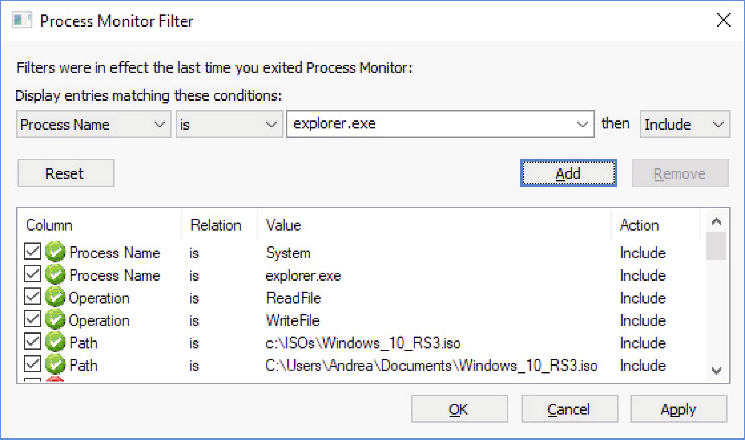 Process Monitor Filter
Filters were in effect the last time you exited Process Monitor:
Display entries matching these conditions:
Process Name is explorer.exe then Include
Reset Add Remove
Column Relation Value Action
Process Name is System Include
Process Name is explorer.exe Include
Operation is ReadFile Include
Operation is WriteFile Include
Path is c:\ISOs\Windows_10_RS3.iso Include
Path is C:\Users\Andrea\Documents\Windows_10_RS3.iso Include
OK Cancel Apply